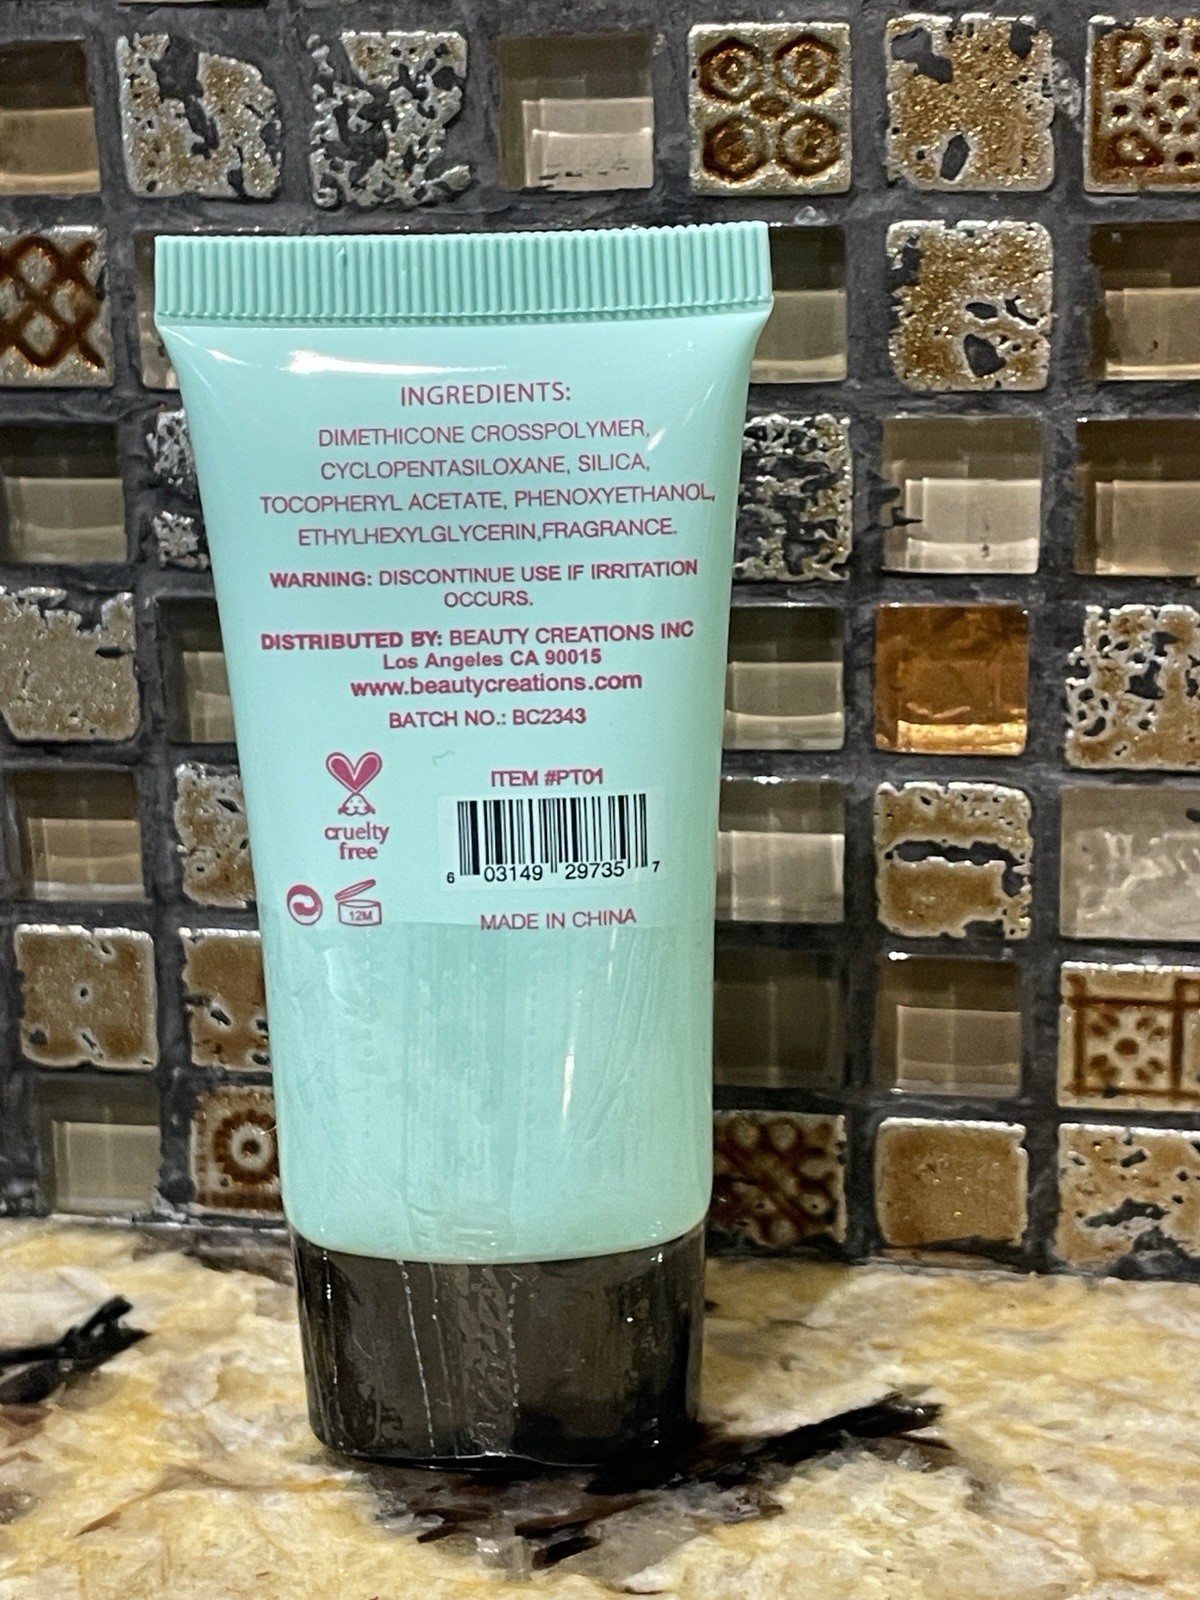 INGREDIENTS:
DIMETHICONE CROSSPOLYMER,
CYCLOPENTASILOXANE, SILICA,
TOCOPHERYL ACETATE, PHENOXYETHANOL,
ETHYLHEXYLGLYCERIN,FRAGRANCE.
WARNING: DISCONTINUE USE IF IRRITATION
OCCURS.
DISTRIBUTED BY: BEAUTY CREATIONS INC
Los Angeles CA 90015
www.beautycreations.com
BATCH NO.: BC2343
cruelty
free
12M
ITEM #PT01
6 03149 29735 7
MADE IN CHINA